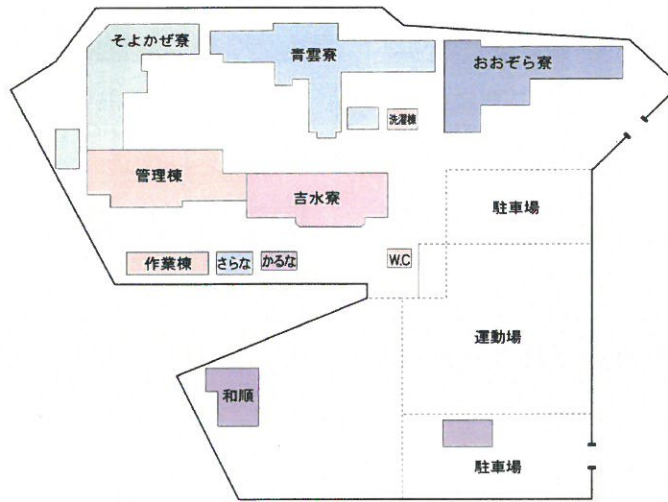 そよかぜ寮
青雲寮
おおぞら寮
洗濯棟
管理棟
吉水寮
駐車場
作業棟
さらな
かるな
W.C
運動場
和順
駐車場